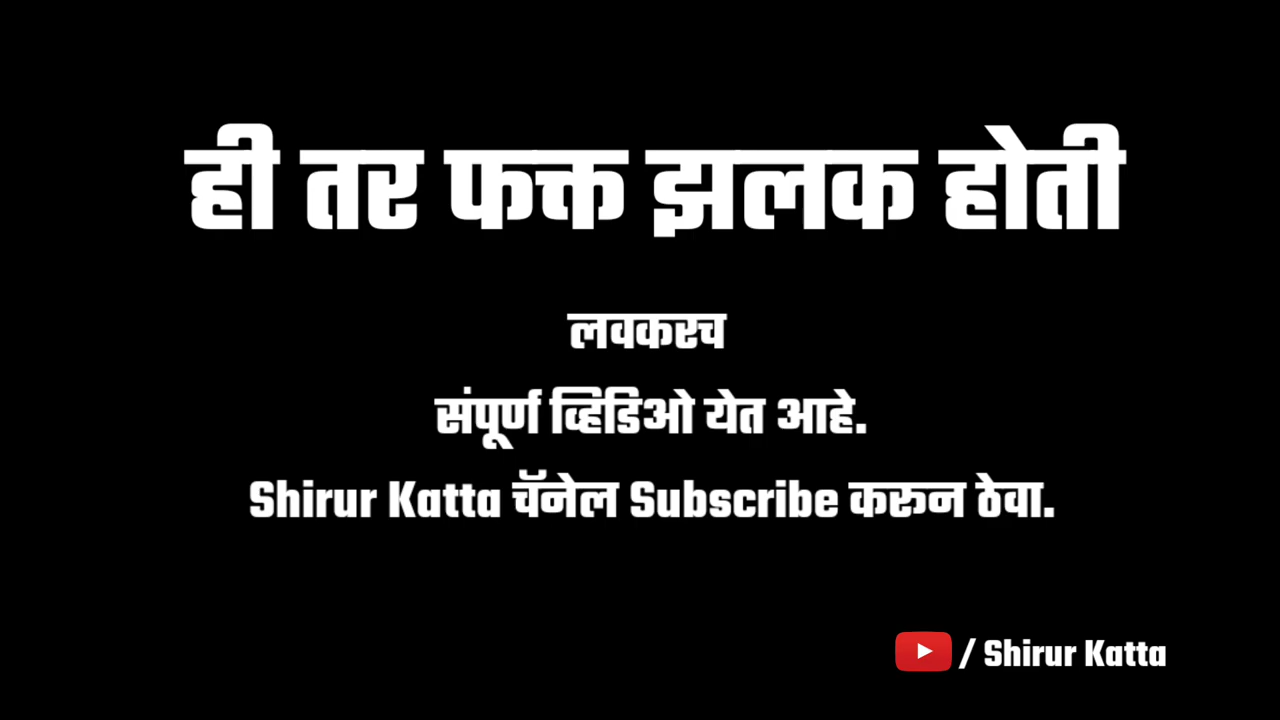 ही तर फक्त झलक होती
लवकरच
संपूर्ण व्हिडिओ येत आहे.
Shirur Katta चॅनेल Subscribe करून ठेवा.
/ Shirur Katta